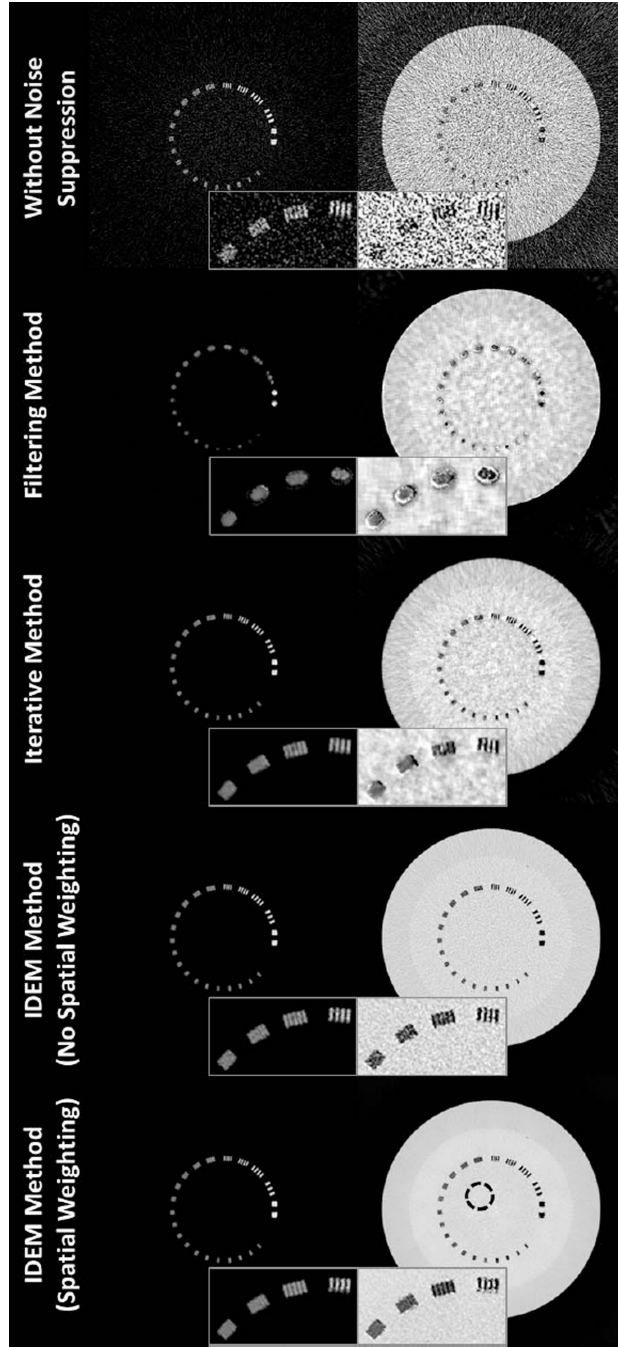 Without Noise
Suppression
Filtering Method
Iterative Method
IDEM Method
(No Spatial Weighting)
IDEM Method
(Spatial Weighting)